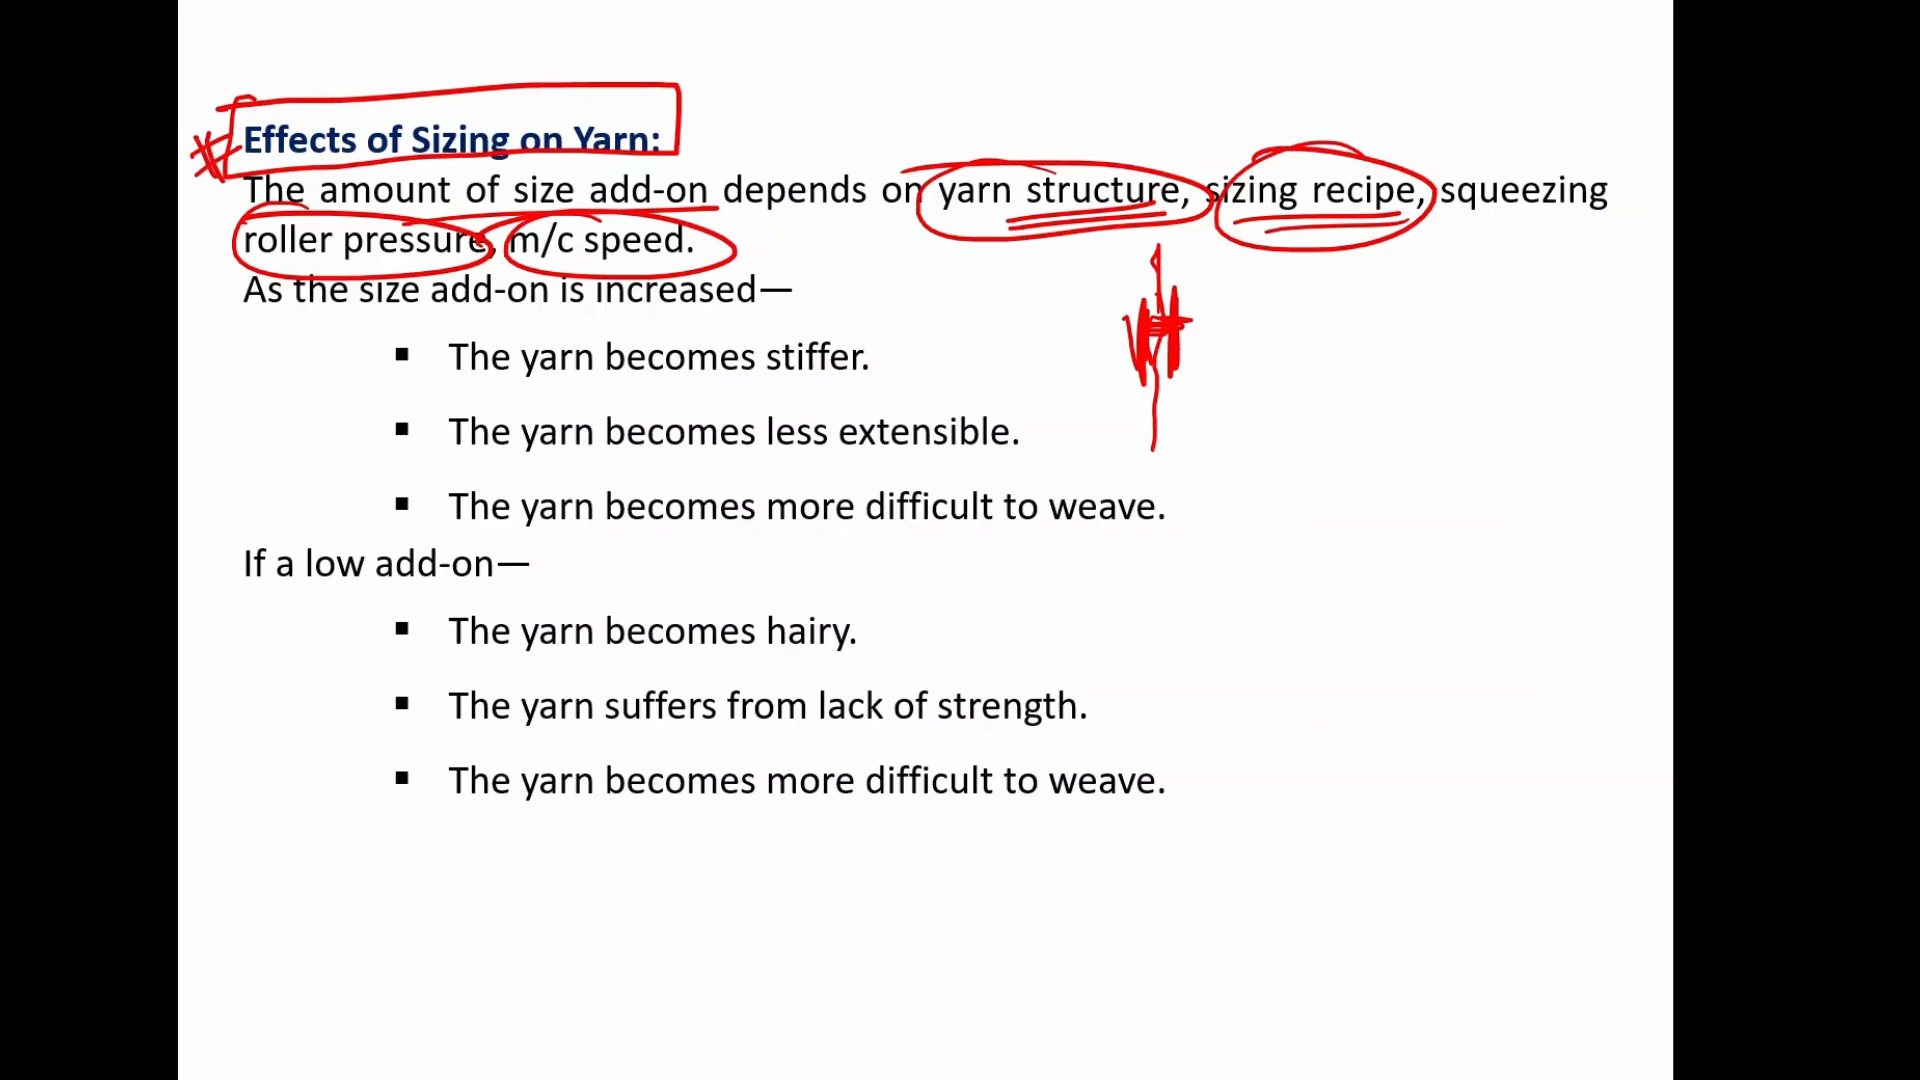 Effects of Sizing on Yarn:
The amount of size add-on depends on yarn structure, sizing recipe, squeezing
roller pressure, m/c speed.
As the size add-on is increased—
▪ The yarn becomes stiffer.
▪ The yarn becomes less extensible.
▪ The yarn becomes more difficult to weave.
If a low add-on—
▪ The yarn becomes hairy.
▪ The yarn suffers from lack of strength.
▪ The yarn becomes more difficult to weave.